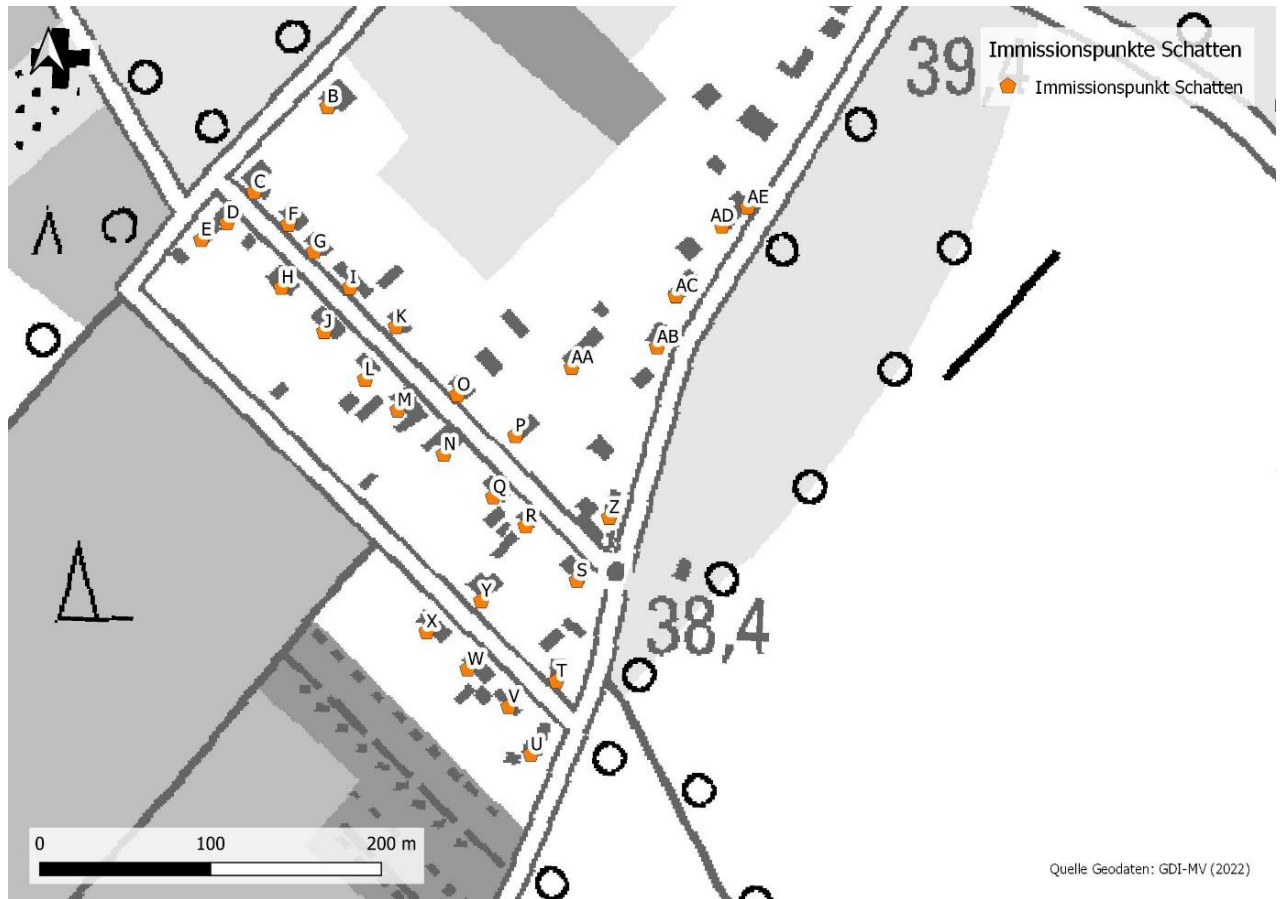 Immissionspunkte Schatten
Immissionspunkt Schatten
39,4
B
C
F
D
G
E
H
I
J
K
L
M
O
P
N
Q
R
S
Z
AA
AB
AC
AD
AE
38,4
Y
X
W
V
T
U
0 100 200 m
Quelle Geodaten: GDI-MV (2022)